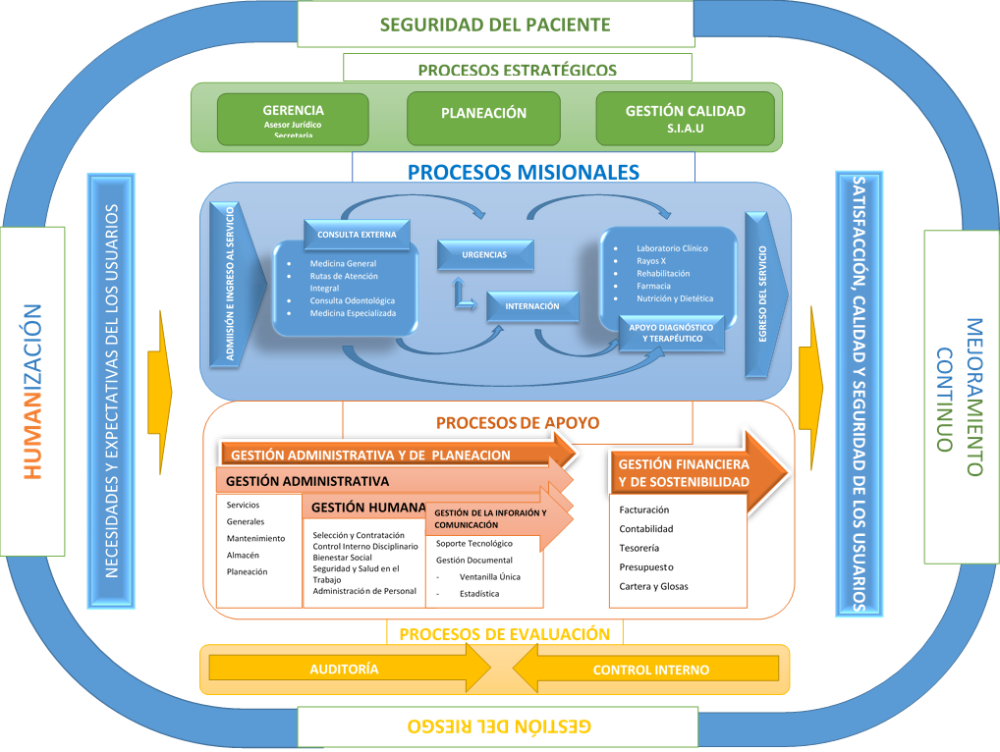 SEGURIDAD DEL PACIENTE
PROCESOS ESTRATÉGICOS
GERENCIA
Asesor Jurídico
Secretaria
PLANEACIÓN
GESTIÓN CALIDAD
S.I.A.U
PROCESOS MISIONALES
HUMANIZACIÓN
NECESIDADES Y EXPECTATIVAS DEL LOS USUARIOS
ADMIISIÓN E INGRESO AL SERVICIO
CONSULTA EXTERNA
• Medicina General
• Rutas de Atención
Integral
• Consulta Odontológica
• Medicina Especializada
URGENCIAS
INTERNACIÓN
• Laboratorio Clínico
• Rayos X
• Rehabilitación
• Farmacia
• Nutrición y Dietética
APOYO DIAGNÓSTICO
Y TERAPÉUTICO
EGRESO DEL SERVICIO
SATISFACCIÓN, CALIDAD Y SEGURIDAD DE LOS USUARIOS
MEJORAMIENTO
CONTINUO
PROCESOS DE APOYO
GESTIÓN ADMINISTRATIVA Y DE PLANEACION
GESTIÓN ADMINISTRATIVA
Servicios
Generales
Mantenimiento
Almacén
Planeación
GESTIÓN HUMANA
Selección y Contratación
Control Interno Disciplinario
Bienestar Social
Seguridad y Salud en el
Trabajo
Administración de Personal
GESTIÓN DE LA INFORAIÓN Y
COMUNICACIÓN
Soporte Tecnológico
Gestión Documental
- Ventanilla Única
- Estadística
GESTIÓN FINANCIERA
Y DE SOSTENIBILIDAD
Facturación
Contabilidad
Tesorería
Presupuesto
Cartera y Glosas
PROCESOS DE EVALUACIÓN
AUDITORÍA
CONTROL INTERNO
GESTIÓN DEL RIESGO